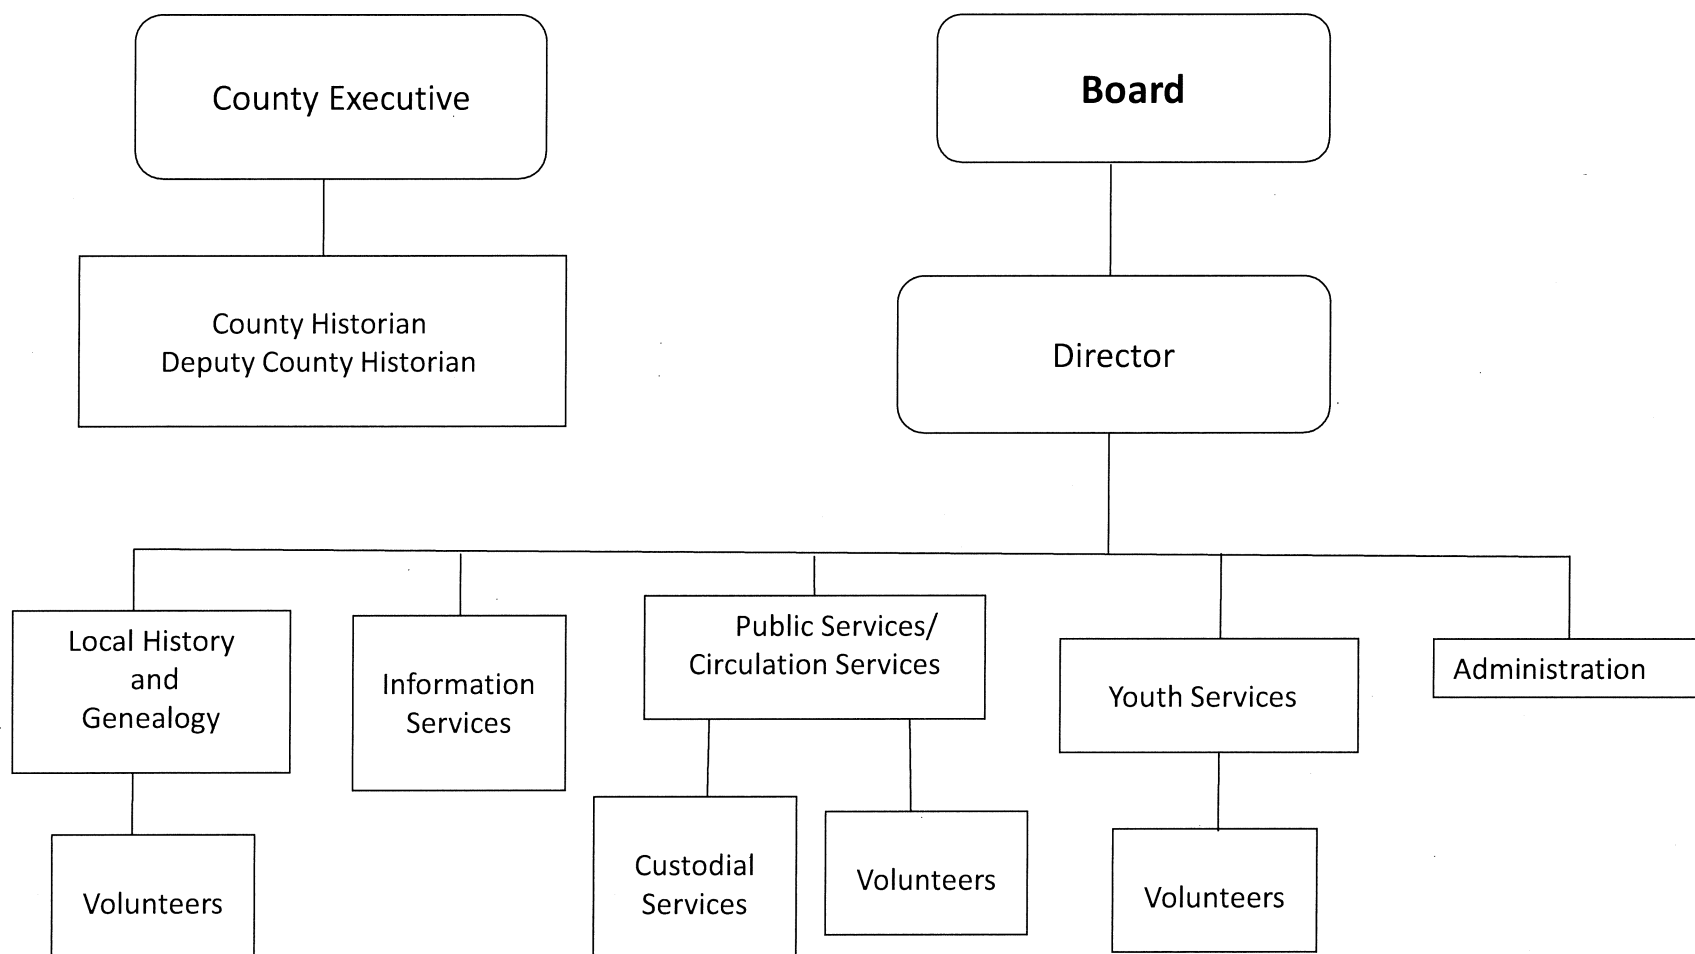 County Executive
Board
County Historian
Deputy County Historian
Director
Local History
and
Genealogy
Information
Services
Public Services/
Circulation Services
Youth Services
Administration
Volunteers
Custodial
Services
Volunteers
Volunteers